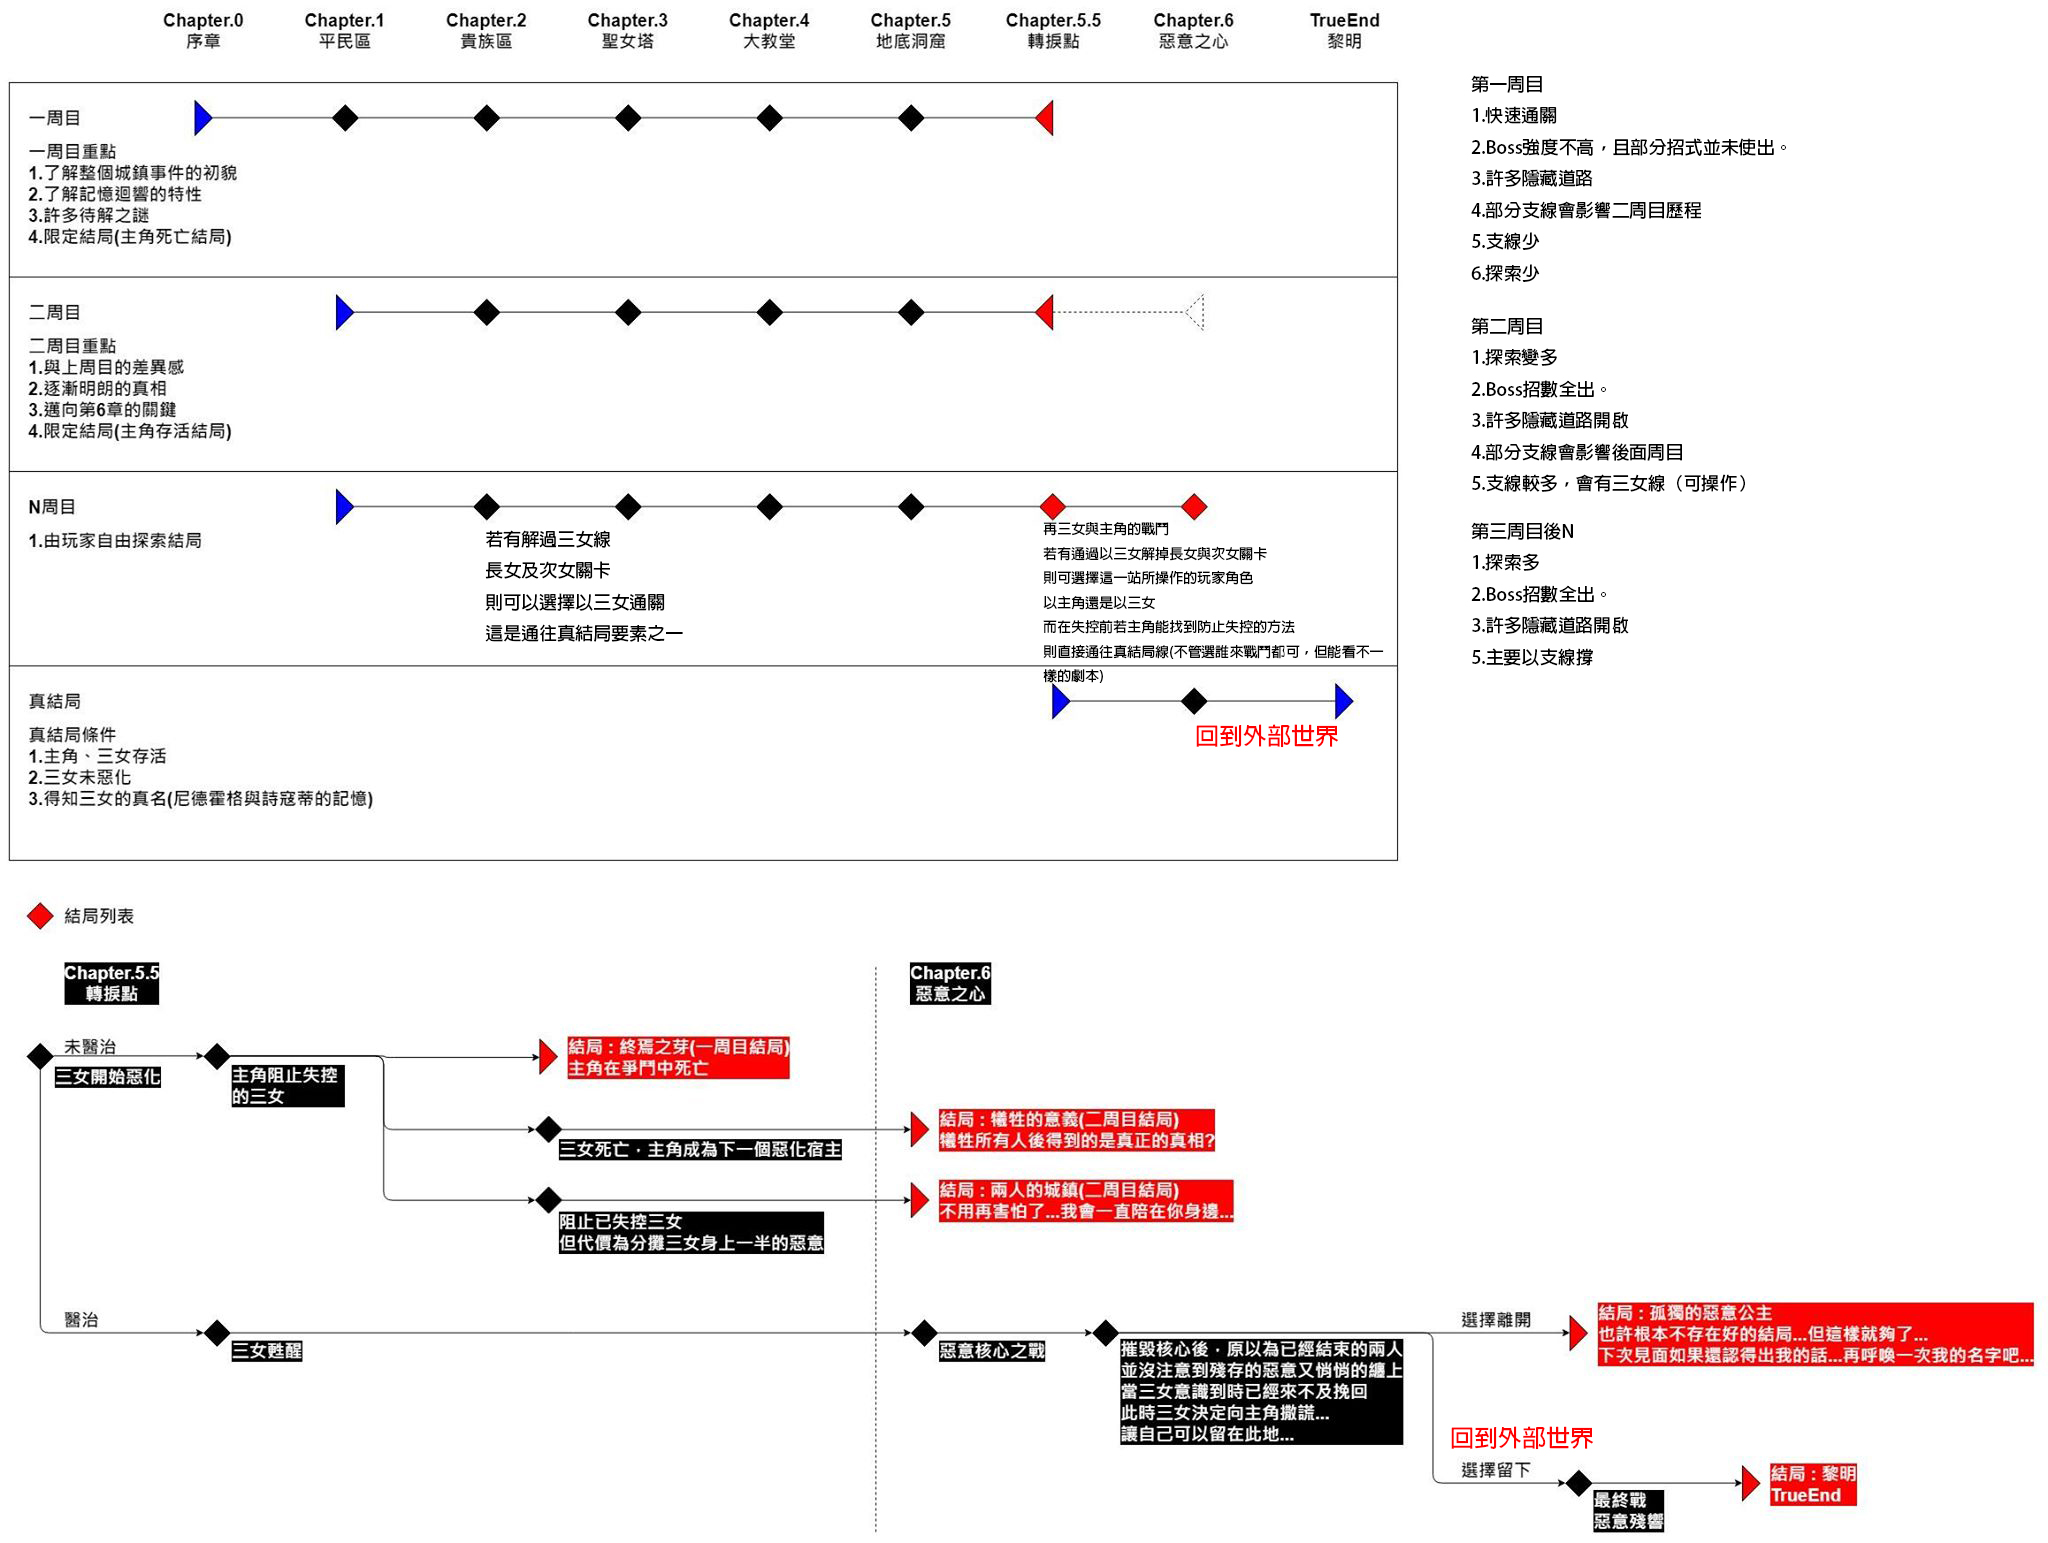 Chapter.0
序章
Chapter.1
平民區
Chapter.2
貴族區
Chapter.3
聖女塔
Chapter.4
大教堂
Chapter.5
地底洞窟
Chapter.5.5
轉捩點
Chapter.6
惡意之心
TrueEnd
黎明
一周目
一周目重點
1.了解整個城鎮事件的初貌
2.了解記憶迴響的特性
3.許多待解之謎
4.限定結局(主角死亡結局)
二周目
二周目重點
1.與上周目的差異感
2.逐漸明朗的真相
3.邁向第6章的關鍵
4.限定結局(主角存活結局)
N周目
1.由玩家自由探索結局
若有解過三女線
長女及次女關卡
則可以選擇以三女通關
這是通往真結局要素之一
再三女與主角的戰鬥
若有通過以三女解掉長女與次女關卡
則可選擇這一站所操作的玩家角色
以主角還是以三女
而在失控前若主角能找到防止失控的方法
則直接通往真結局線(不管選誰來戰鬥都可，但能看不一
樣的劇本)
真結局
真結局條件
1.主角、三女存活
2.三女未惡化
3.得知三女的真名(尼德霍格與詩寇蒂的記憶)
回到外部世界
第一周目
1.快速通關
2.Boss強度不高，且部分招式並未使出。
3.許多隱藏道路
4.部分支線會影響二周目歷程
5.支線少
6.探索少
第二周目
1.探索變多
2.Boss招數全出。
3.許多隱藏道路開啟
4.部分支線會影響後面周目
5.支線較多，會有三女線（可操作）
第三周目後N
1.探索多
2.Boss招數全出。
3.許多隱藏道路開啟
5.主要以支線撐
結局列表
Chapter.5.5
轉捩點
Chapter.6
惡意之心
未醫治
三女開始惡化
主角阻止失控
的三女
結局：終焉之芽(一周目結局)
主角在爭鬥中死亡
三女死亡，主角成為下一個惡化宿主
結局：犧牲的意義(二周目結局)
犧牲所有人後得到的是真正的真相?
阻止已失控三女
但代價為分攤三女身上一半的惡意
結局：兩人的城鎮(二周目結局)
不用再害怕了...我會一直陪在你身邊...
醫治
三女甦醒
惡意核心之戰
摧毀核心後，原以為已經結束的兩人
並沒注意到殘存的惡意又悄悄的纏上
當三女意識到時已經來不及挽回
此時三女決定向主角撒謊...
讓自己可以留在此地...
選擇離開
結局：孤獨的惡意公主
也許根本不存在好的結局...但這樣就夠了...
下次見面如果還認得出我的話...再呼喚一次我的名字吧...
回到外部世界
選擇留下
最終戰
惡意殘響
結局：黎明
TrueEnd